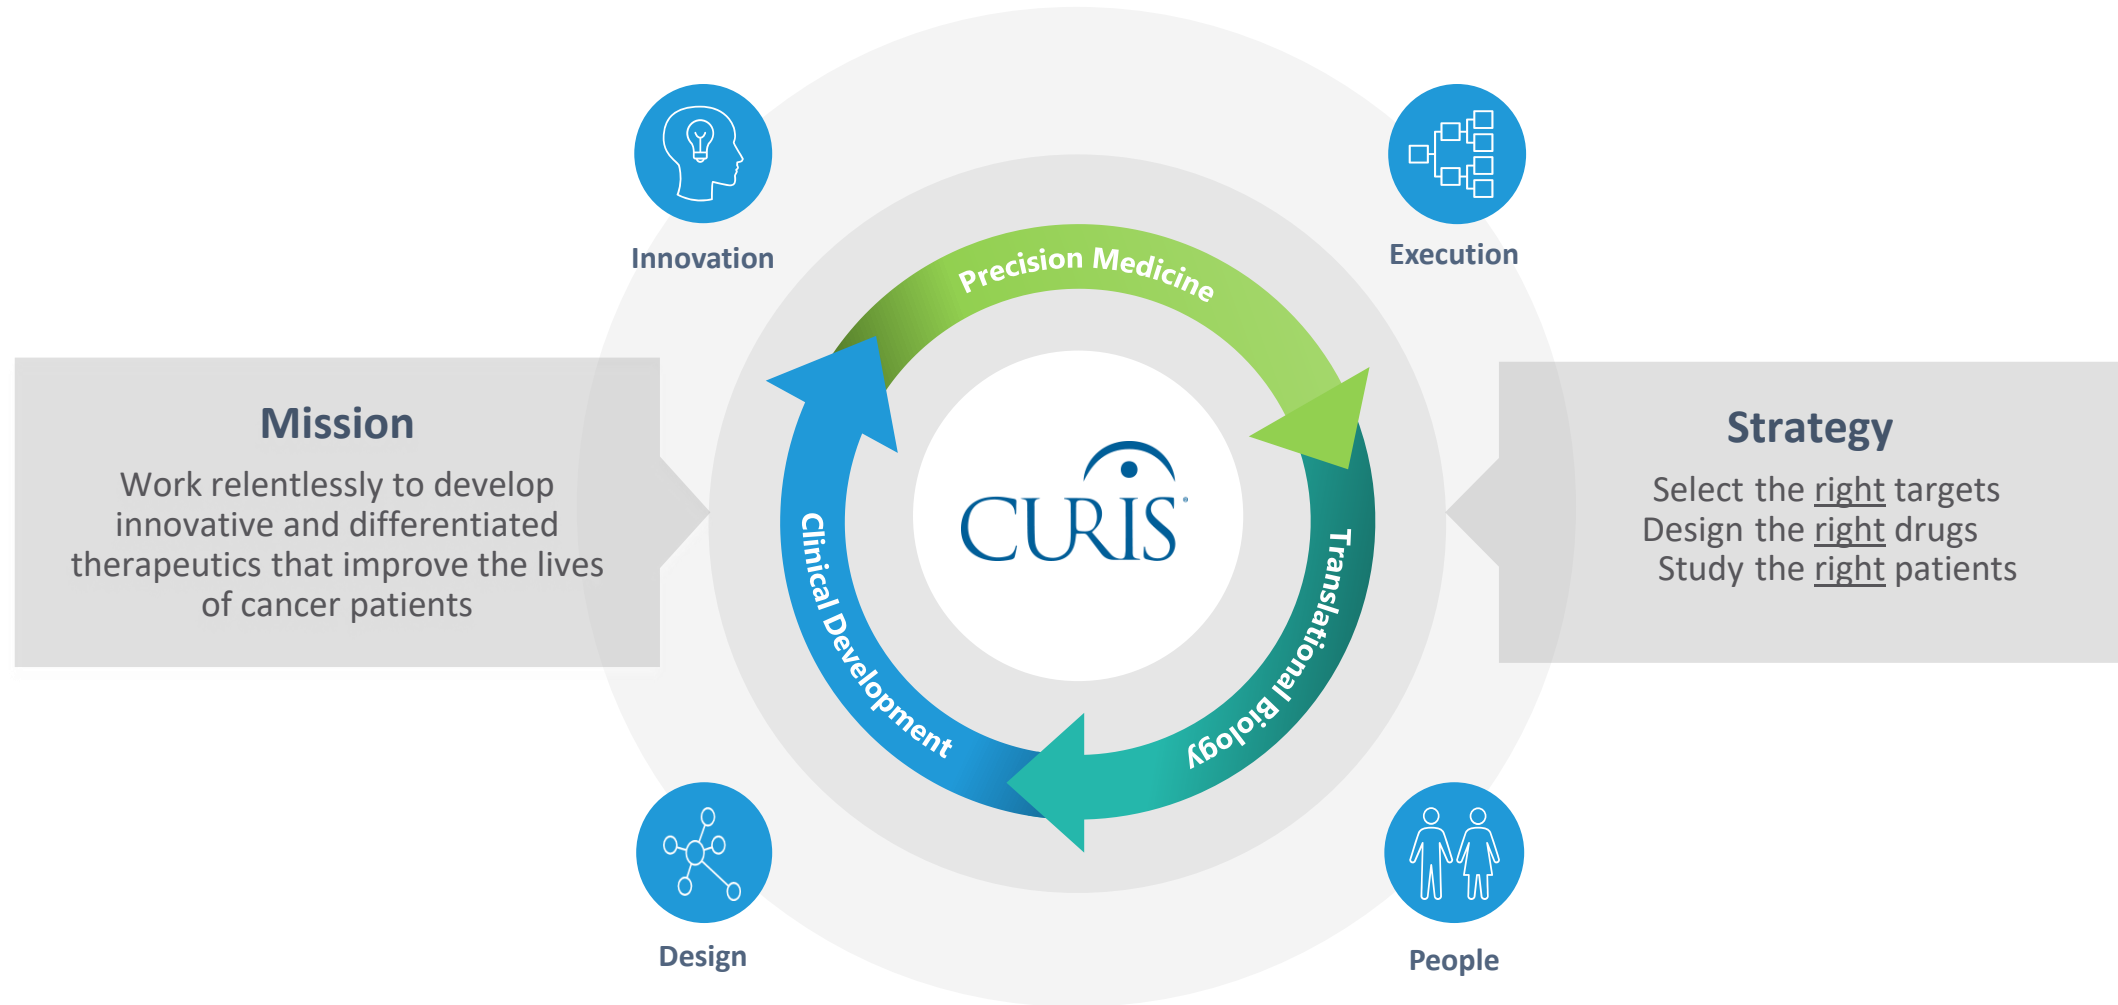 Innovation
Execution
Precision Medicine
Mission
Work relentlessly to develop
innovative and differentiated
therapeutics that improve the lives
of cancer patients
CURIS®
Strategy
Select the right targets
Design the right drugs
Study the right patients
Clinical Development
Translational Biology
Design
People